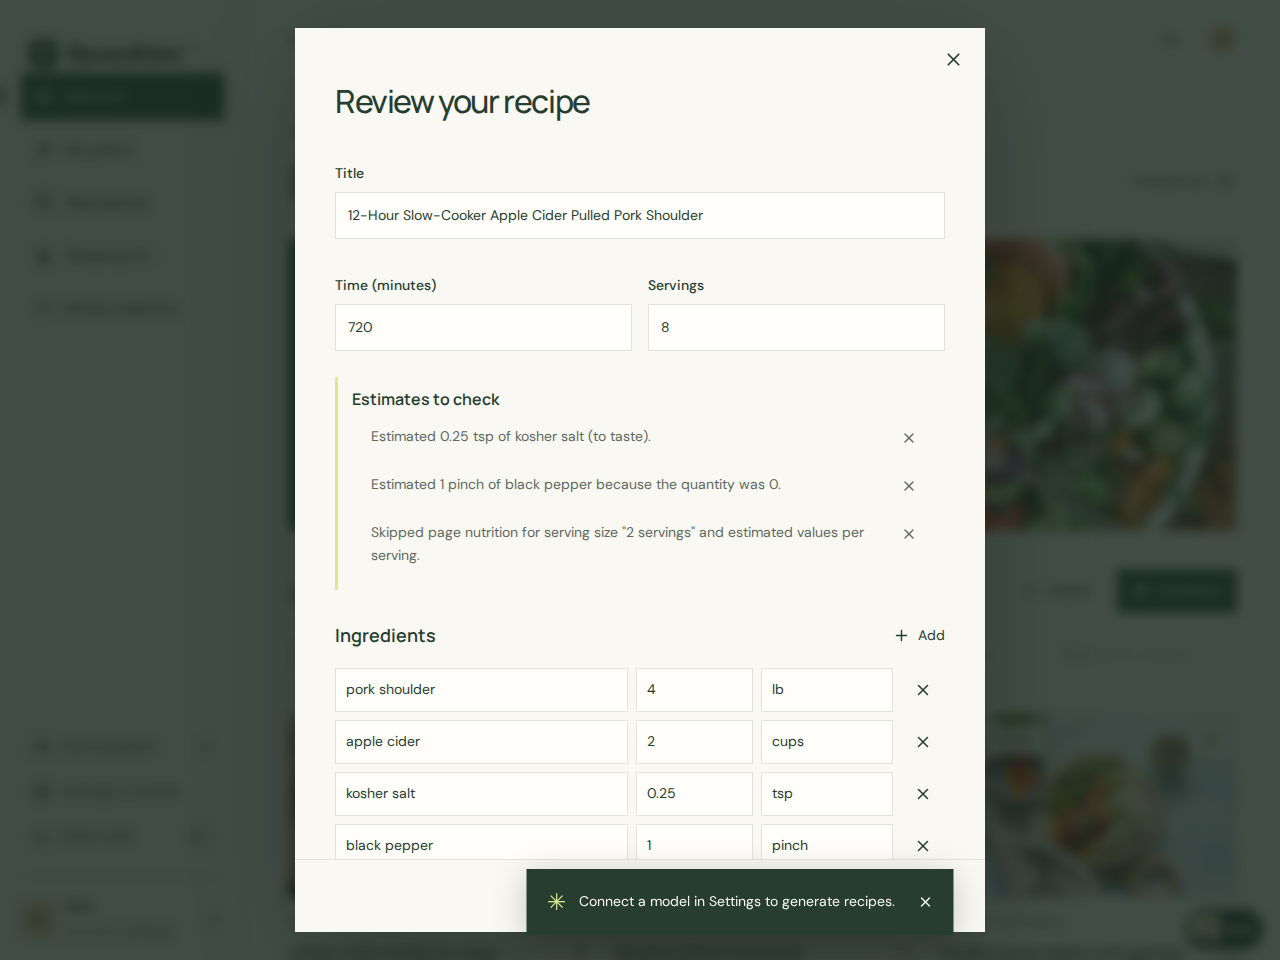 Review your recipe
Title
12-Hour Slow-Cooker Apple Cider Pulled Pork Shoulder
Time (minutes)
Servings
720
8
Estimates to check
Estimated 0.25 tsp of kosher salt (to taste).
Estimated 1 pinch of black pepper because the quantity was 0.
Skipped page nutrition for serving size "2 servings" and estimated values per
serving.
Ingredients
Add
pork shoulder 4 lb
apple cider 2 cups
kosher salt 0.25 tsp
black pepper 1 pinch
Connect a model in Settings to generate recipes.